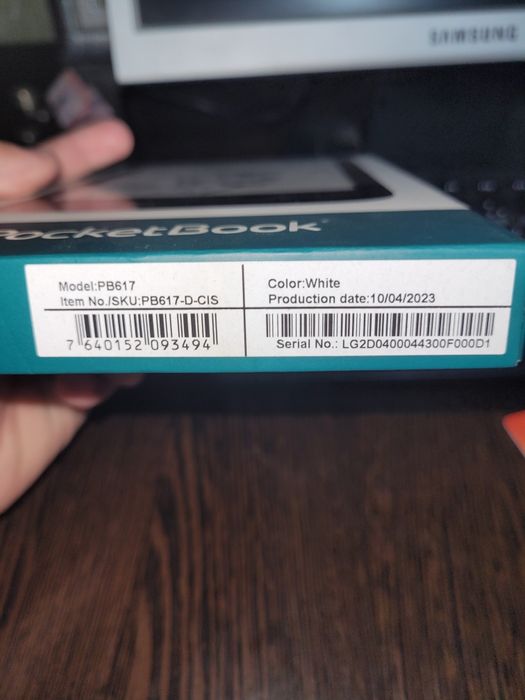 SAMSUNG
PocketBook
Model:PB617
Item No./SKU:PB617-D-CIS
7 640152 093494
Color:White
Production date:10/04/2023
Serial No.: LG2D0400044300F000D1